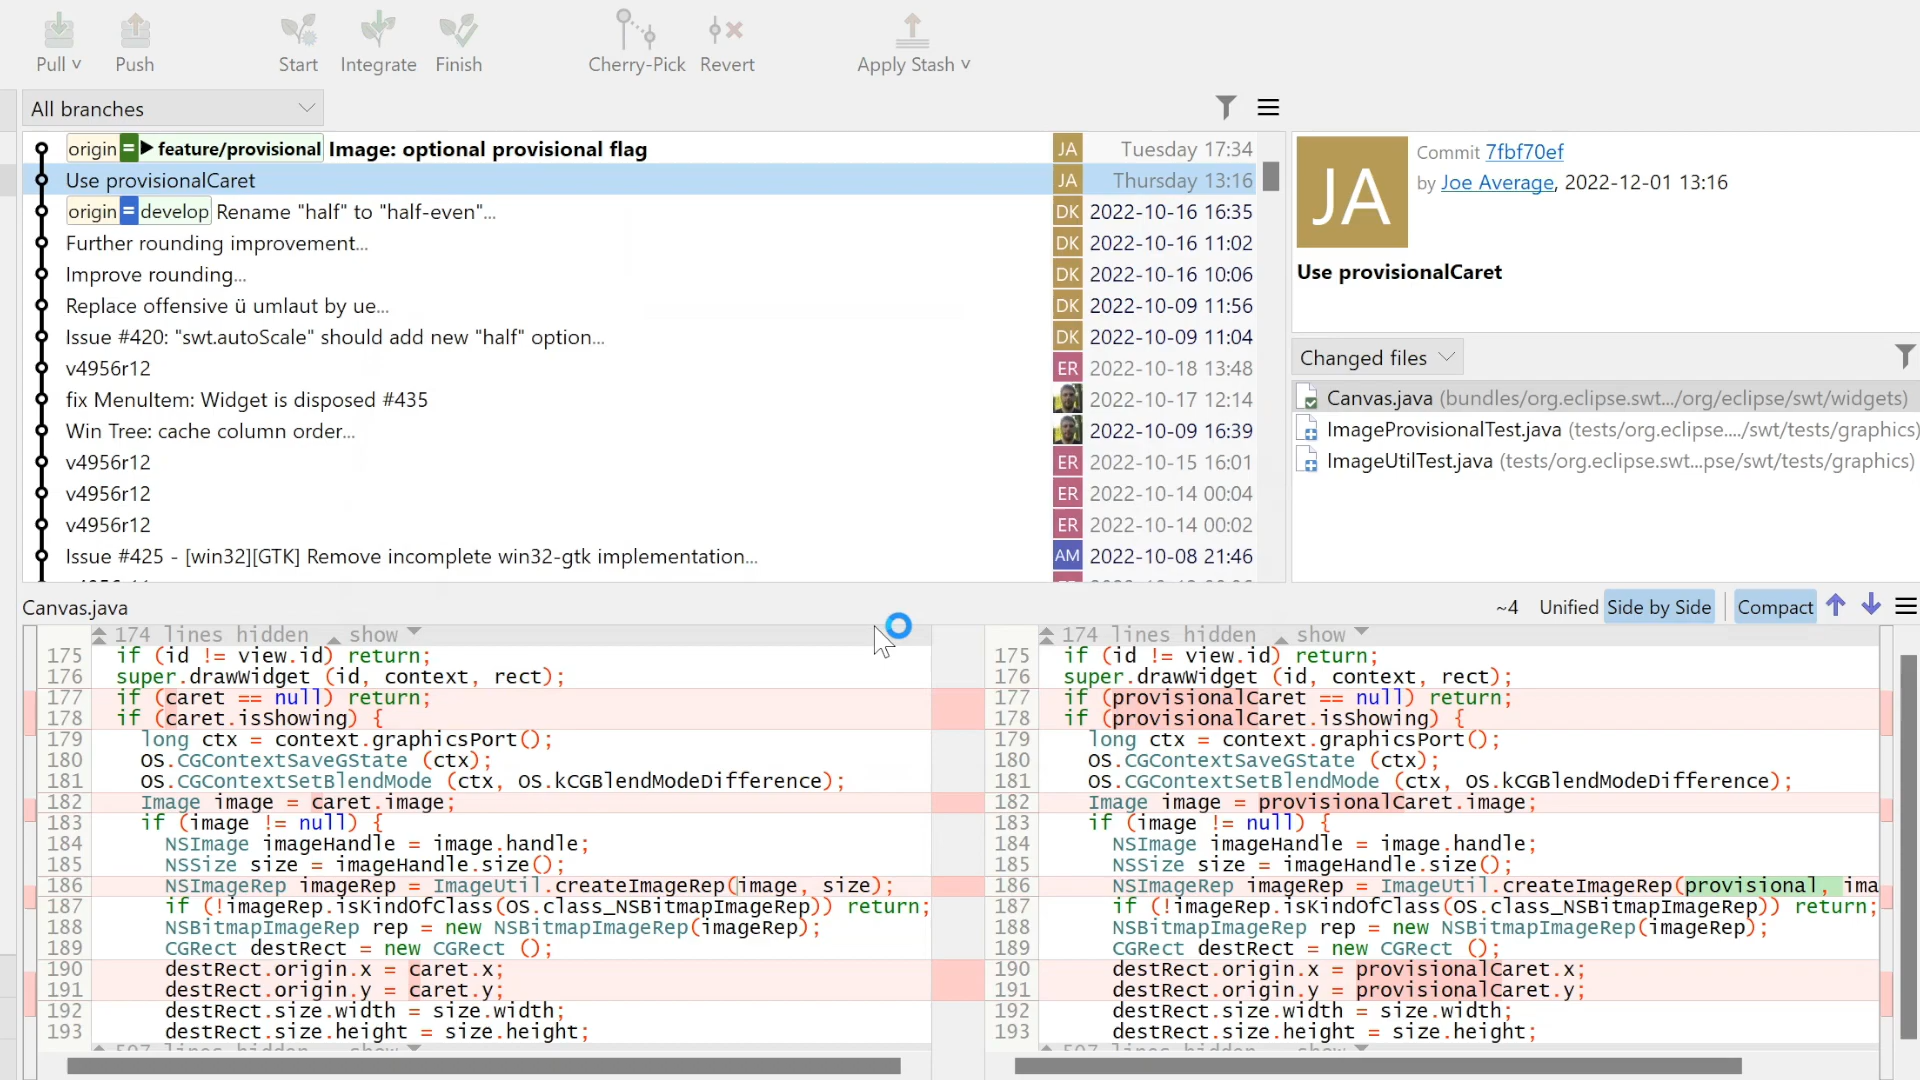 Pull Push Start Integrate Finish Cherry-Pick Revert Apply Stash
All branches
origin = feature/provisional Image: optional provisional flag JA Tuesday 17:34
Use provisionalCaret JA Thursday 13:16
origin = develop Rename "half" to "half-even"... DK 2022-10-16 16:35
Further rounding improvement... DK 2022-10-16 11:02
Improve rounding... DK 2022-10-16 10:06
Replace offensive ü umlaut by ue... DK 2022-10-09 11:56
Issue #420: "swt.autoScale" should add new "half" option... DK 2022-10-09 11:04
v4956r12 ER 2022-10-18 13:48
fix MenuItem: Widget is disposed #435 2022-10-17 12:14
Win Tree: cache column order... 2022-10-09 16:39
v4956r12 ER 2022-10-15 16:01
v4956r12 ER 2022-10-14 00:04
v4956r12 ER 2022-10-14 00:02
Issue #425 - [win32][GTK] Remove incomplete win32-gtk implementation... AM 2022-10-08 21:46
JA
Commit 7fbf70ef
by Joe Average, 2022-12-01 13:16
Use provisionalCaret
Changed files
Canvas.java (bundles/org.eclipse.swt.../org/eclipse/swt/widgets)
ImageProvisionalTest.java (tests/org.eclipse..../swt/tests/graphics)
ImageUtilTest.java (tests/org.eclipse.swt...pse/swt/tests/graphics)
Canvas.java ~4 Unified Side by Side Compact
174 lines hidden show
175 if (id != view.id) return;
176 super.drawWidget (id, context, rect);
177 if (caret == null) return;
178 if (caret.isShowing) {
179 long ctx = context.graphicsPort();
180 OS.CGContextSaveGState (ctx);
181 OS.CGContextSetBlendMode (ctx, OS.kCGBlendModeDifference);
182 Image image = caret.image;
183 if (image != null) {
184 NSImage imageHandle = image.handle;
185 NSSize size = imageHandle.size();
186 NSImageRep imageRep = ImageUtil.createImageRep(image, size);
187 if (!imageRep.isKindOfClass(OS.class_NSBitmapImageRep)) return;
188 NSBitmapImageRep rep = new NSBitmapImageRep(imageRep);
189 CGRect destRect = new CGRect ();
190 destRect.origin.x = caret.x;
191 destRect.origin.y = caret.y;
192 destRect.size.width = size.width;
193 destRect.size.height = size.height;
174 lines hidden show
175 if (id != view.id) return;
176 super.drawWidget (id, context, rect);
177 if (provisionalCaret == null) return;
178 if (provisionalCaret.isShowing) {
179 long ctx = context.graphicsPort();
180 OS.CGContextSaveGState (ctx);
181 OS.CGContextSetBlendMode (ctx, OS.kCGBlendModeDifference);
182 Image image = provisionalCaret.image;
183 if (image != null) {
184 NSImage imageHandle = image.handle;
185 NSSize size = imageHandle.size();
186 NSImageRep imageRep = ImageUtil.createImageRep(provisional, ima
187 if (!imageRep.isKindOfClass(OS.class_NSBitmapImageRep)) return;
188 NSBitmapImageRep rep = new NSBitmapImageRep(imageRep);
189 CGRect destRect = new CGRect ();
190 destRect.origin.x = provisionalCaret.x;
191 destRect.origin.y = provisionalCaret.y;
192 destRect.size.width = size.width;
193 destRect.size.height = size.height;